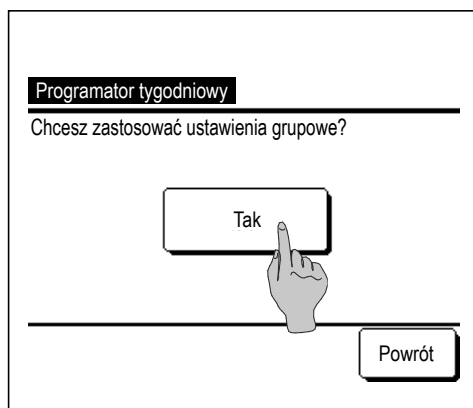 Programator tygodniowy
Chcesz zastosować ustawienia grupowe?
Tak
Powrót